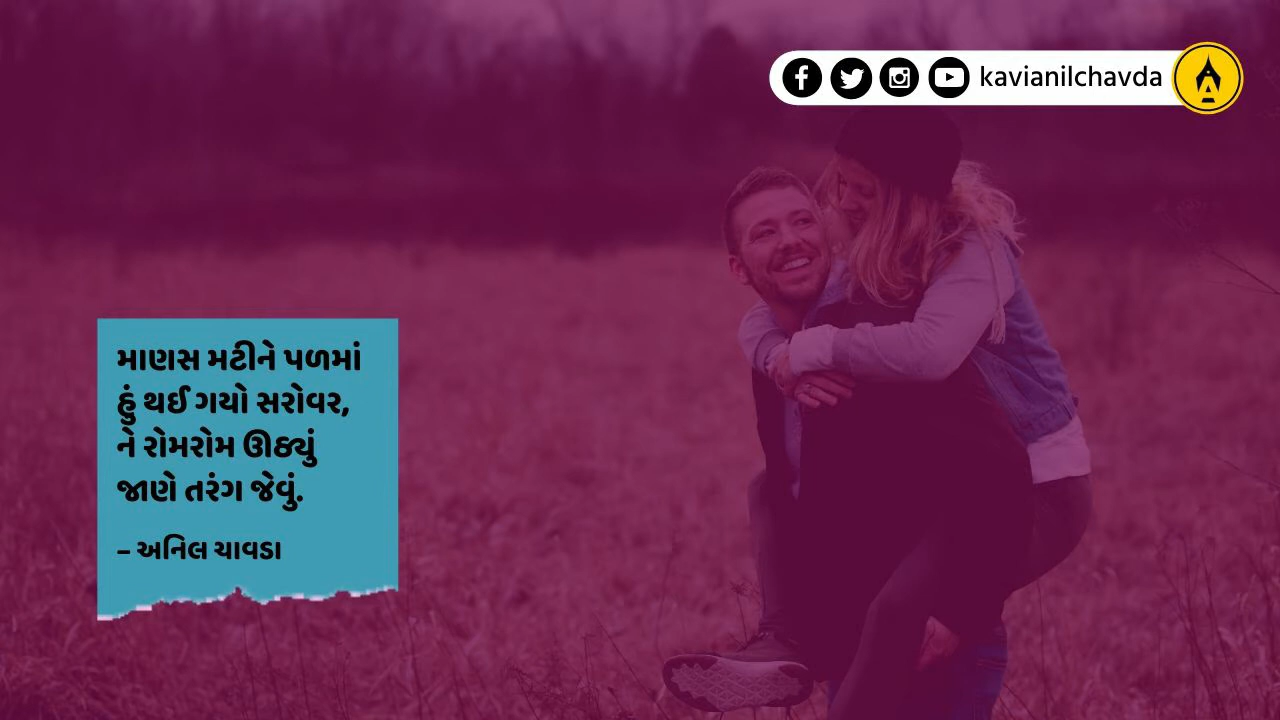 kavianilchavda
માણસ મટીને પળમાં
હું થઈ ગયો સરોવર,
ને રોમરોમ ઊઠ્યું
જાણે તરંગ જેવું.
– અનિલ ચાવડા